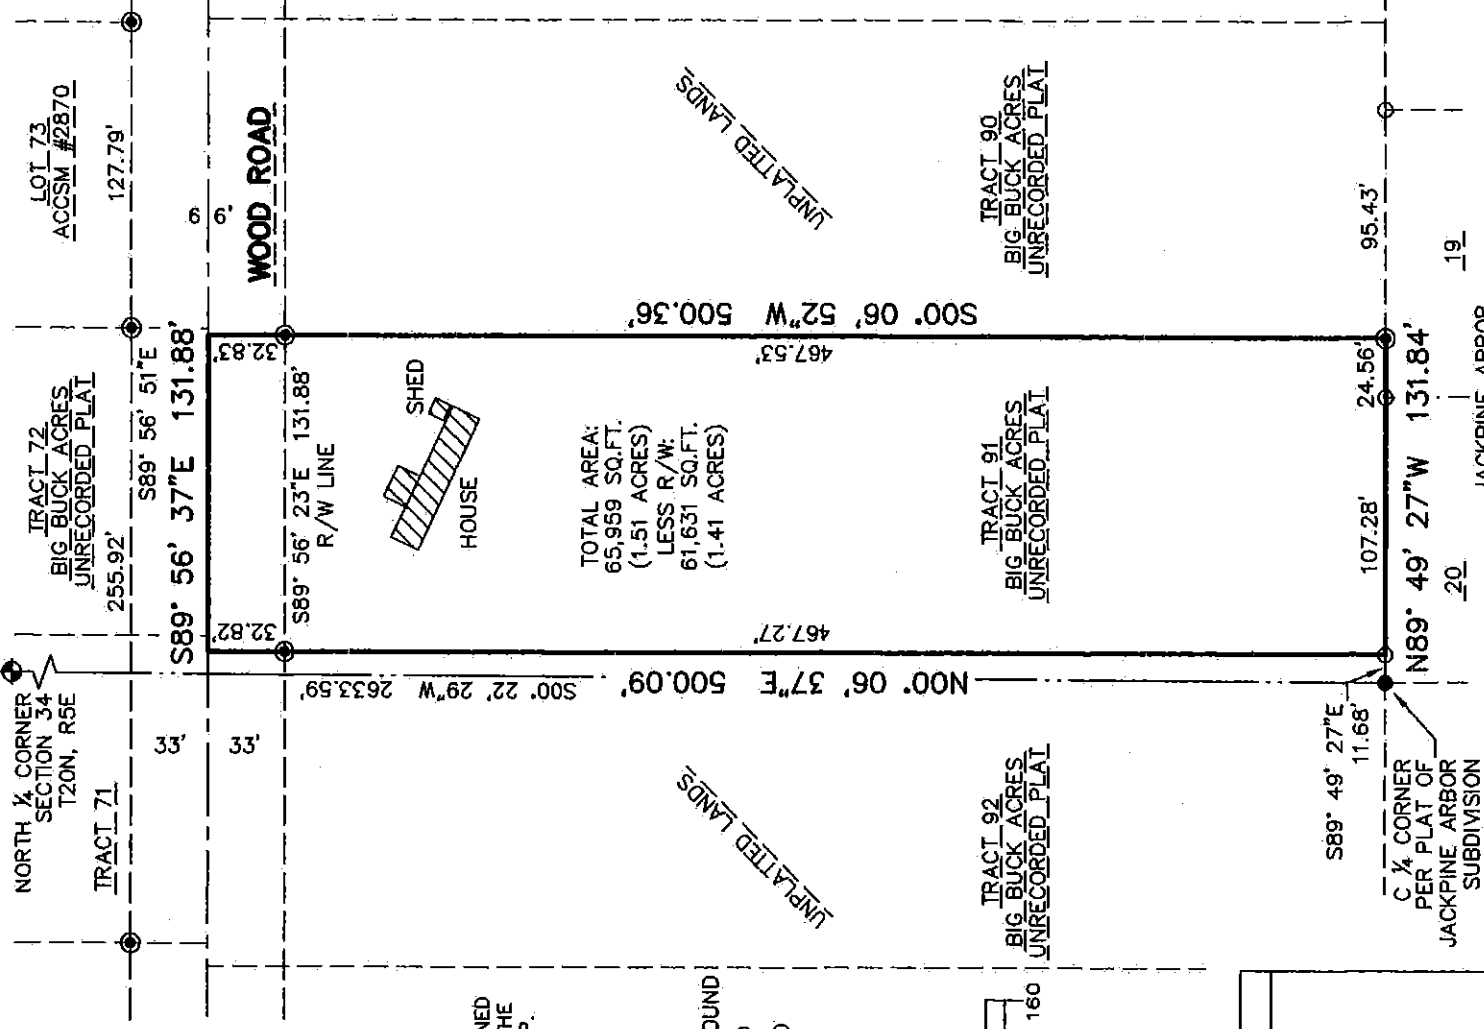 LOT 73
ACCSM #2870
127.79'
6 6'
WOOD ROAD
UNPLATTED LANDS
TRACT 90
BIG BUCK ACRES
UNRECORDED PLAT
95.43'
19
TRACT 72
BIG BUCK ACRES
UNRECORDED PLAT
255.92'
S89° 56' 51"E
S89° 56' 37"E 131.88'
32.83'
S89° 56' 23"E 131.88'
R/W LINE
32.82'
SHED
HOUSE
S00° 06' 52"W 500.36'
467.53'
TOTAL AREA:
65,959 SQ.FT.
(1.51 ACRES)
LESS R/W:
61,631 SQ.FT.
(1.41 ACRES)
467.27'
N00° 06' 37"E 500.09'
S00° 22' 29"W 2633.59'
TRACT 91
BIG BUCK ACRES
UNRECORDED PLAT
24.56'
107.28'
N89° 49' 27"W 131.84'
20
JACKPINE ARBOR
NORTH ¼ CORNER
SECTION 34
T20N, R5E
TRACT 71
33'
33'
UNPLATTED LANDS
TRACT 92
BIG BUCK ACRES
UNRECORDED PLAT
S89° 49' 27"E
11.68'
C ¼ CORNER
PER PLAT OF
JACKPINE ARBOR
SUBDIVISION
160